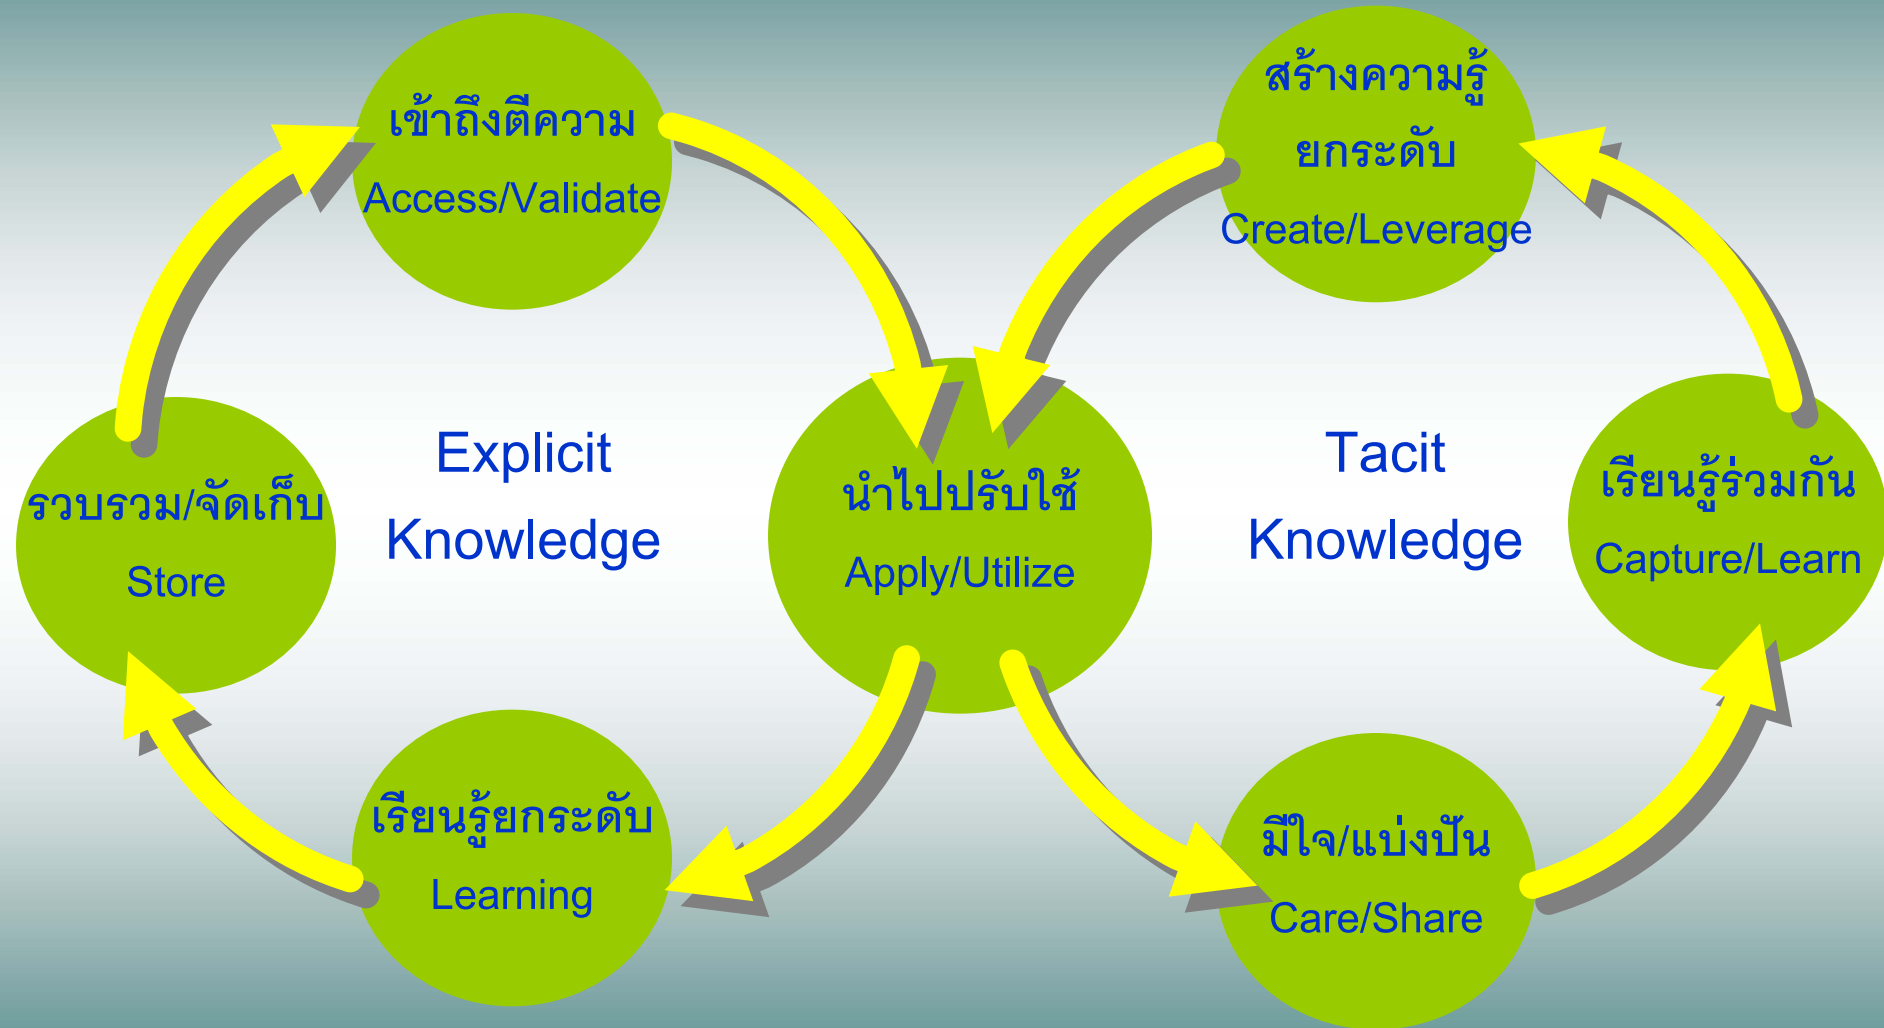 เข้าถึงตีความ
Access/Validate
สร้างความรู้
ยกระดับ
Create/Leverage
รวบรวม/จัดเก็บ
Store
Explicit
Knowledge
นำไปปรับใช้
Apply/Utilize
Tacit
Knowledge
เรียนรู้ร่วมกัน
Capture/Learn
เรียนรู้ยกระดับ
Learning
มีใจ/แบ่งปัน
Care/Share